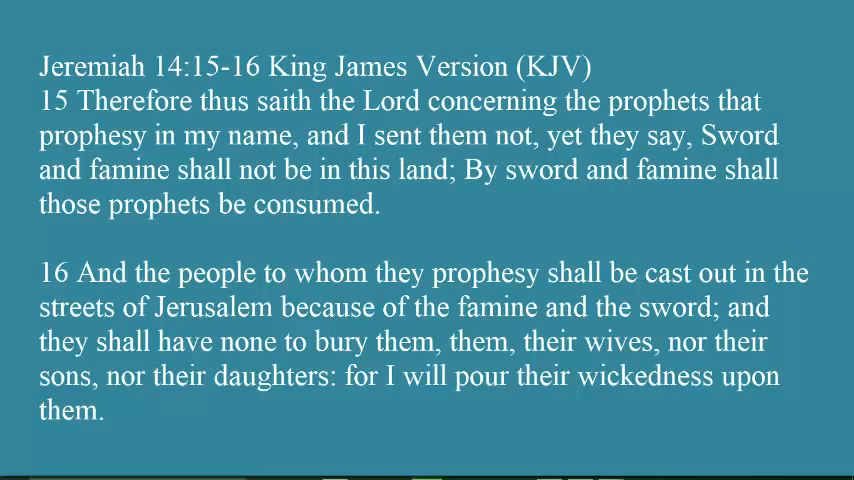 Jeremiah 14:15-16 King James Version (KJV)
15 Therefore thus saith the Lord concerning the prophets that
prophesy in my name, and I sent them not, yet they say, Sword
and famine shall not be in this land; By sword and famine shall
those prophets be consumed.
16 And the people to whom they prophesy shall be cast out in the
streets of Jerusalem because of the famine and the sword; and
they shall have none to bury them, them, their wives, nor their
sons, nor their daughters: for I will pour their wickedness upon
them.